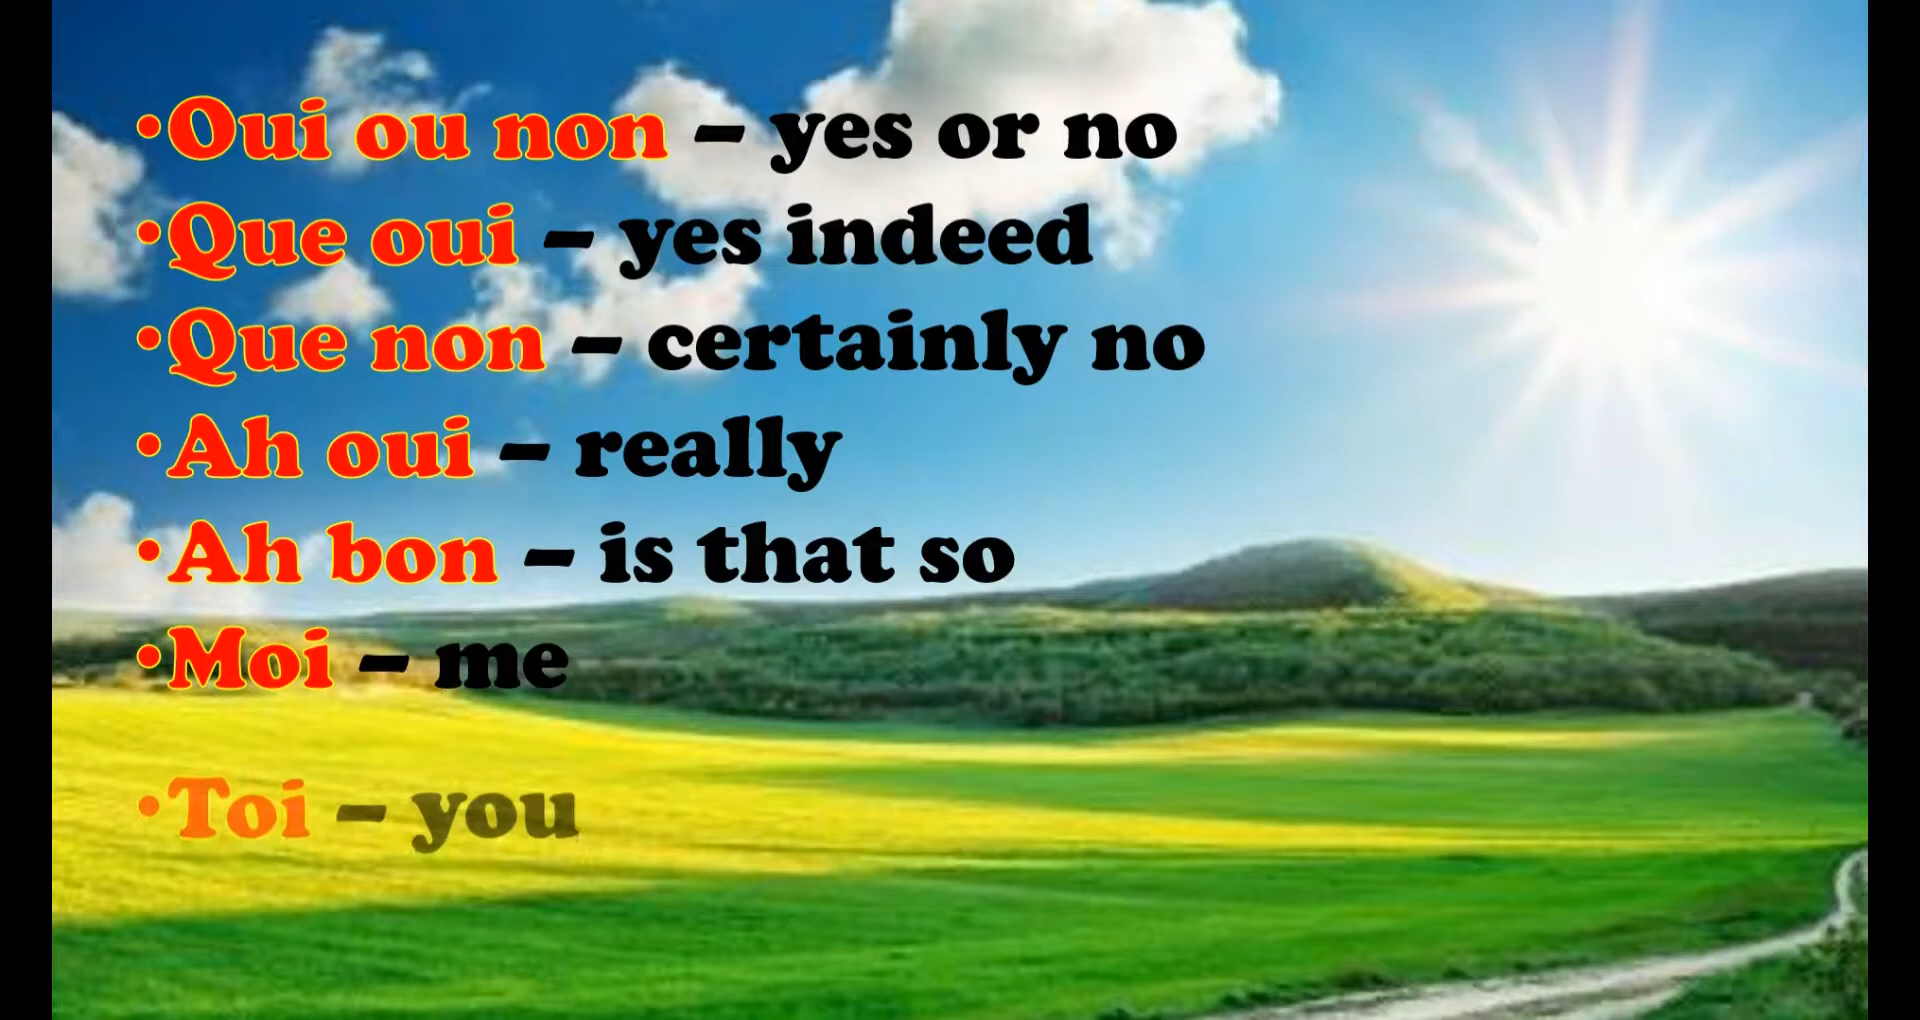 •Oui ou non – yes or no
•Que oui – yes indeed
•Que non – certainly no
•Ah oui – really
•Ah bon – is that so
•Moi – me
•Toi – you